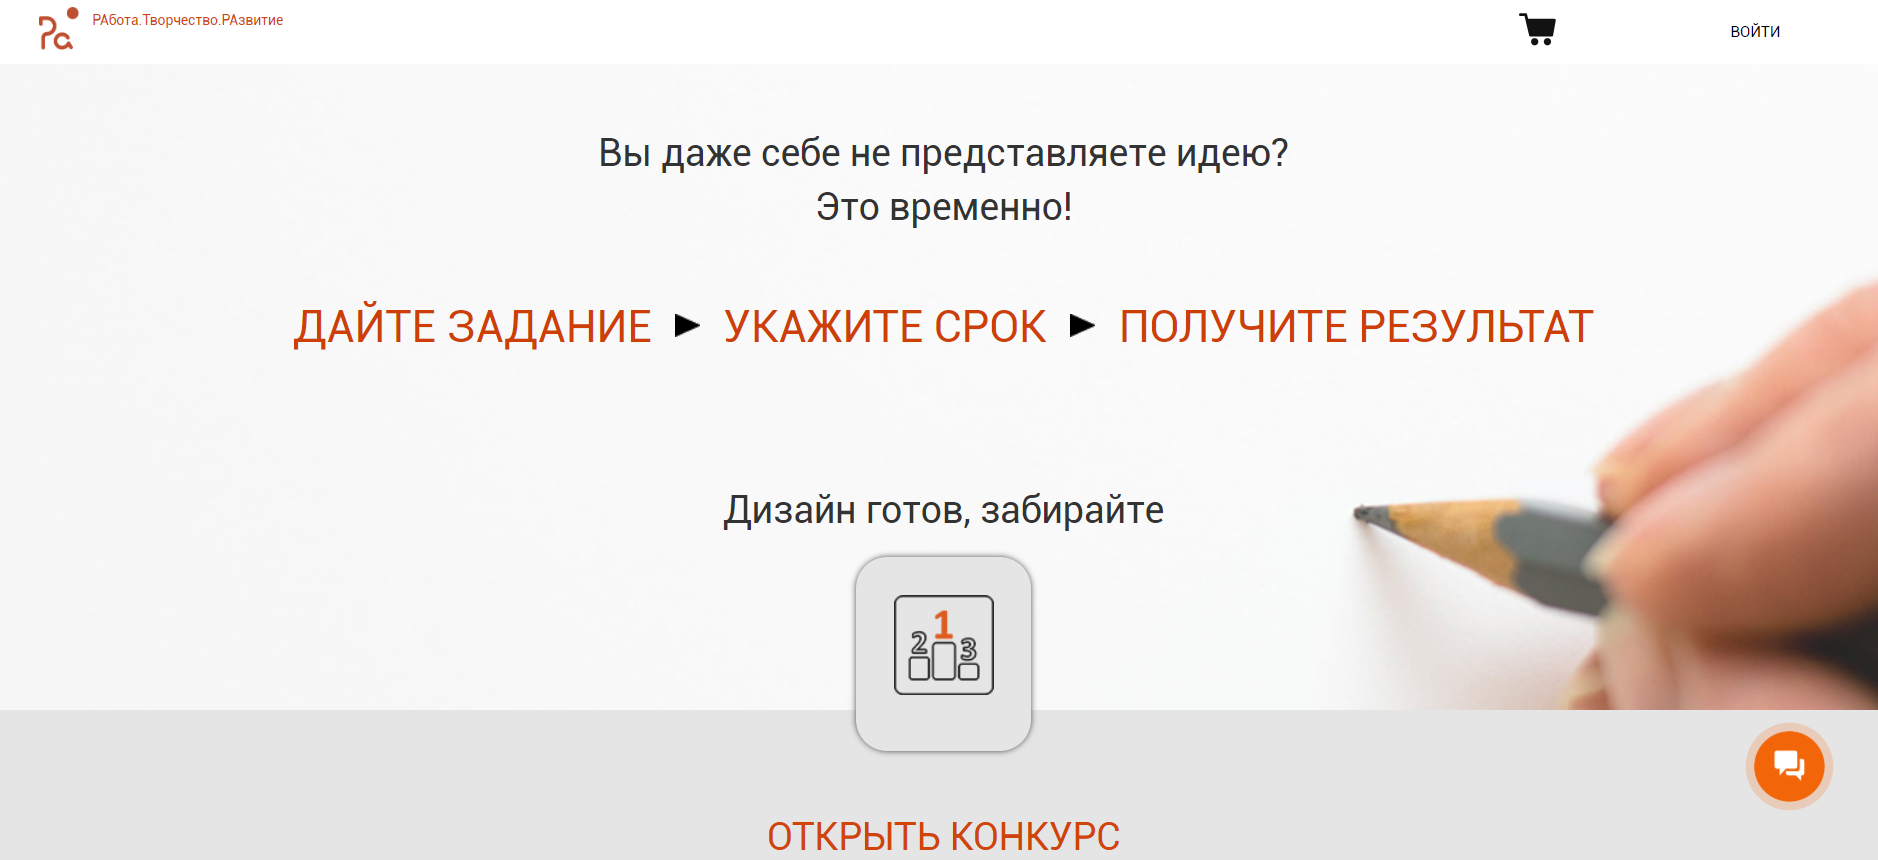 Ра
РАбота.Творчество.РАзвитие
ВОЙТИ
Вы даже себе не представляете идею?
Это временно!
ДАЙТЕ ЗАДАНИЕ ► УКАЖИТЕ СРОК ► ПОЛУЧИТЕ РЕЗУЛЬТАТ
Дизайн готов, забирайте
2 1 3
ОТКРЫТЬ КОНКУРС